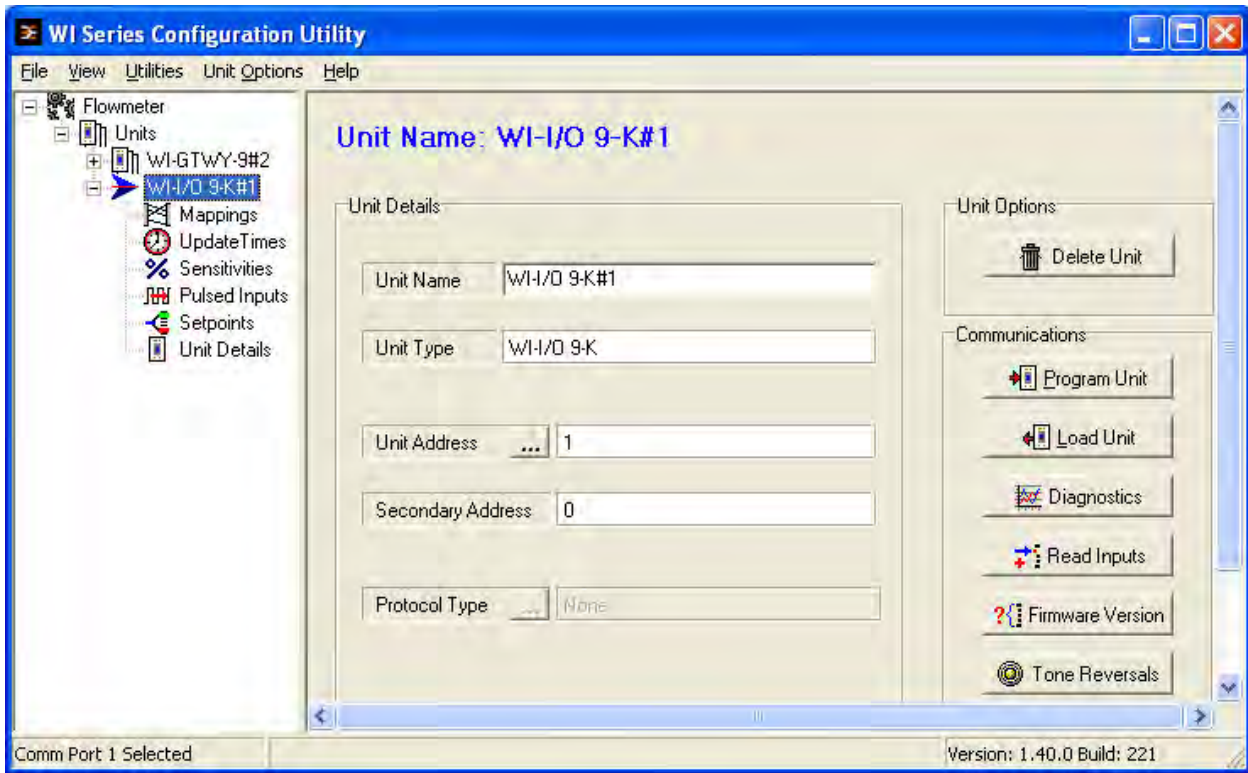 WI Series Configuration Utility
File View Utilities Unit Options Help
Flowmeter
Units
WI-GTWY-9#2
WI-I/O 9-K#1
Mappings
UpdateTimes
Sensitivities
Pulsed Inputs
Setpoints
Unit Details
Unit Name: WI-I/O 9-K#1
Unit Details
Unit Name WI-I/O 9-K#1
Unit Type WI-I/O 9-K
Unit Address ... 1
Secondary Address 0
Protocol Type ... None
Unit Options
Delete Unit
Communications
Program Unit
Load Unit
Diagnostics
Read Inputs
Firmware Version
Tone Reversals
Comm Port 1 Selected
Version: 1.40.0 Build: 221